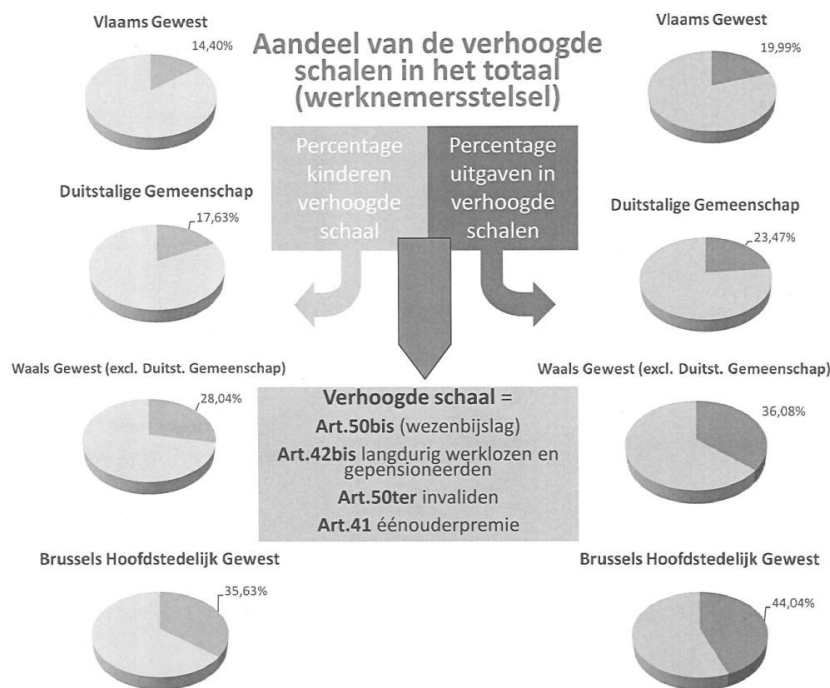 Vlaams Gewest
14,40%
Duitstalige Gemeenschap
17,63%
Waals Gewest (excl. Duitst. Gemeenschap)
28,04%
Brussels Hoofdstedelijk Gewest
35,63%
Aandeel van de verhoogde
schalen in het totaal
(werknemersstelsel)
Percentage
kinderen
verhoogde
schaal
Percentage
uitgaven in
verhoogde
schalen
Verhoogde schaal =
Art.50bis (wezenbijslag)
Art.42bis langdurig werklozen en
gepensioneerden
Art.50ter invaliden
Art.41 éénouderpremie
Vlaams Gewest
19,99%
Duitstalige Gemeenschap
23,47%
Waals Gewest (excl. Duitst. Gemeenschap)
36,08%
Brussels Hoofdstedelijk Gewest
44,04%